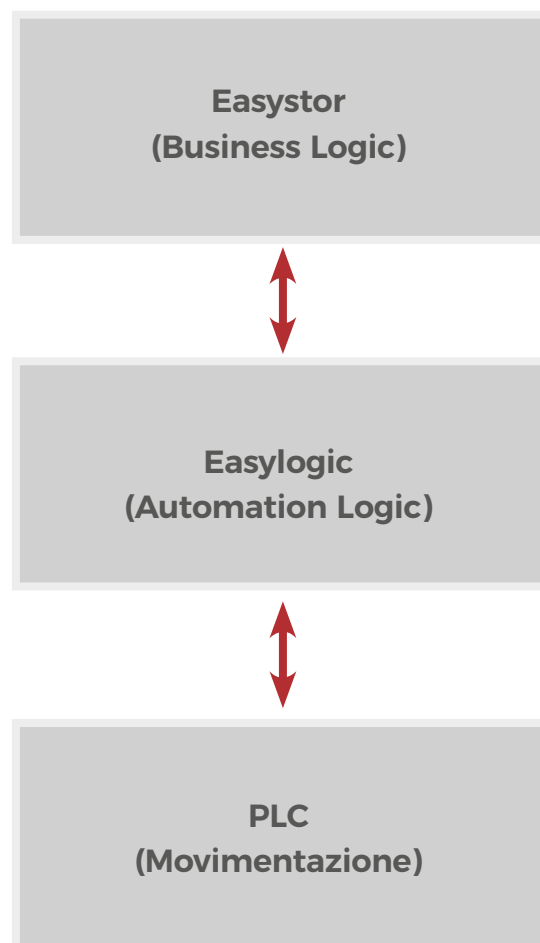 Easystor
(Business Logic)
Easylogic
(Automation Logic)
PLC
(Movimentazione)